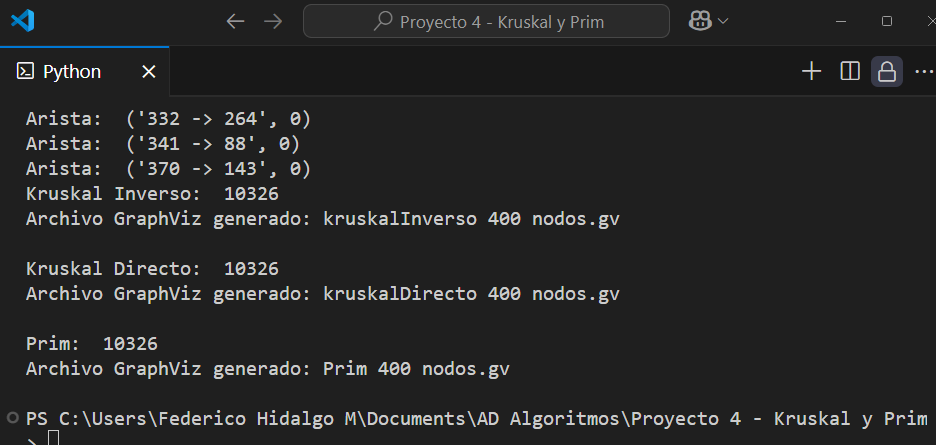 Proyecto 4 - Kruskal y Prim
Python
Arista:  ('332 -> 264', 0)
Arista:  ('341 -> 88', 0)
Arista:  ('370 -> 143', 0)
Kruskal Inverso:  10326
Archivo GraphViz generado: kruskalInverso 400 nodos.gv
Kruskal Directo:  10326
Archivo GraphViz generado: kruskalDirecto 400 nodos.gv
Prim:  10326
Archivo GraphViz generado: Prim 400 nodos.gv
PS C:\Users\Federico Hidalgo M\Documents\AD Algoritmos\Proyecto 4 - Kruskal y Prim
>